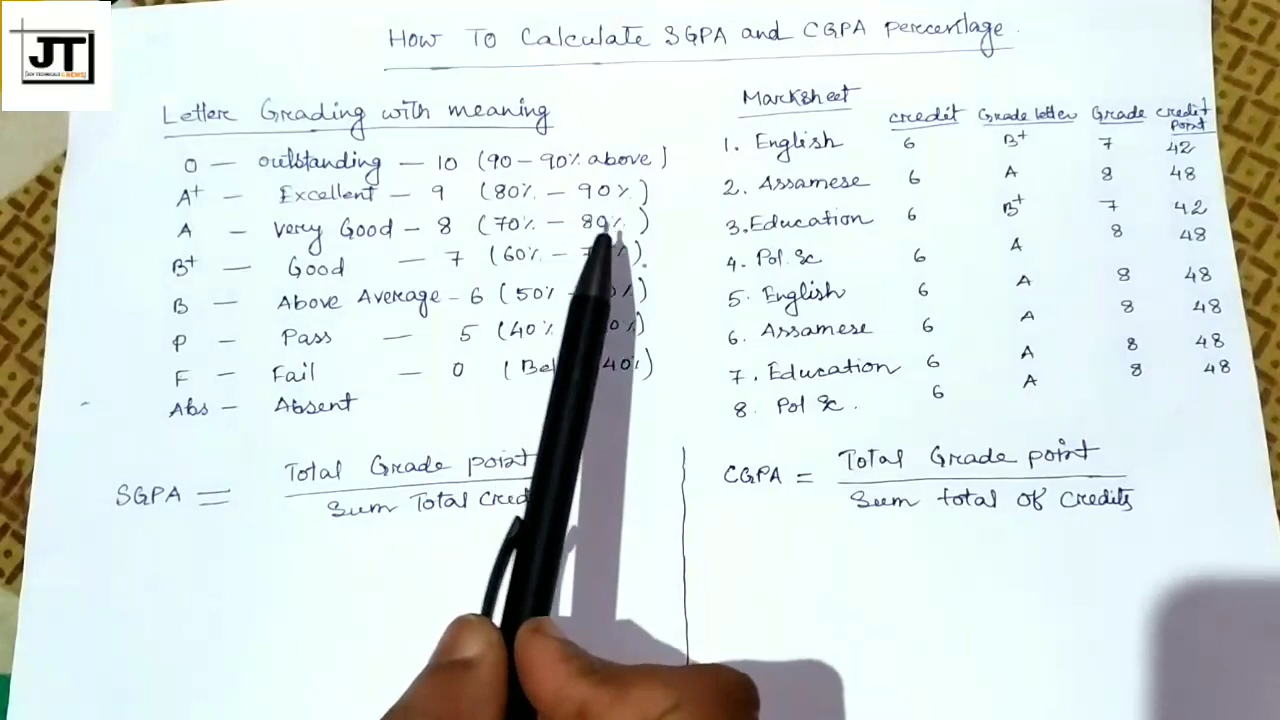 JT
How To Calculate SGPA and CGPA percentage.
Letter Grading with meaning
O — outstanding — 10 (90 – 90% above)
A+ — Excellent — 9 (80% – 90%)
A — Very Good — 8 (70% – 80%)
B+ — Good — 7 (60% –
B — Above Average – 6 (50%
P — Pass — 5 (40%
F — Fail — 0 ( 40%)
Abs — Absent
SGPA = Total Grade point
Sum Total
Marksheet
credit Grade letter Grade credit point
1. English 6 B+ 7 42
2. Assamese 6 A 8 48
3. Education 6 B+ 7 42
4. Pol. Sc 6 A 8 48
5. English 6 A 8 48
6. Assamese 6 A 8 48
7. Education 6 A 8 48
8. Pol Sc. 6 A 8 48
CGPA = Total Grade point
Sum total of credits